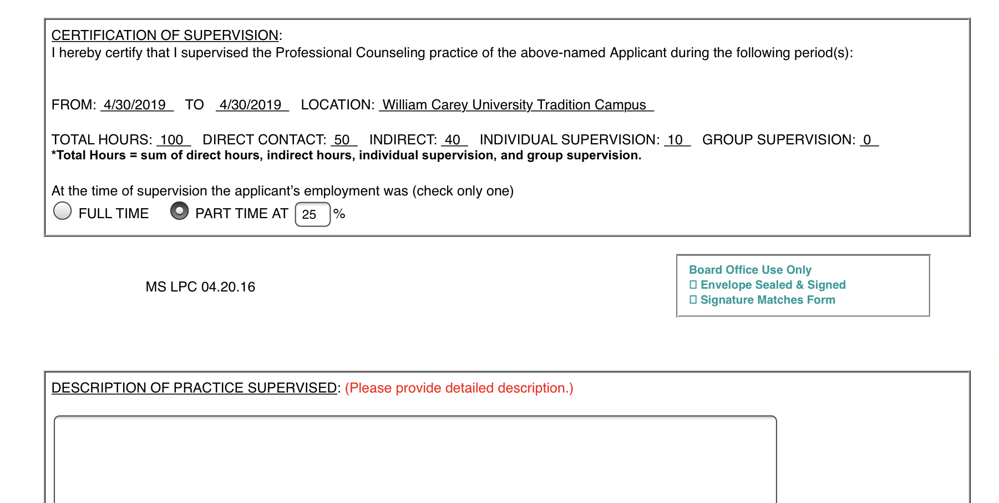 CERTIFICATION OF SUPERVISION:
I hereby certify that I supervised the Professional Counseling practice of the above-named Applicant during the following period(s):
FROM: 4/30/2019 TO 4/30/2019 LOCATION: William Carey University Tradition Campus
TOTAL HOURS: 100 DIRECT CONTACT: 50 INDIRECT: 40 INDIVIDUAL SUPERVISION: 10 GROUP SUPERVISION: 0
*Total Hours = sum of direct hours, indirect hours, individual supervision, and group supervision.
At the time of supervision the applicant’s employment was (check only one)
FULL TIME PART TIME AT 25 %
Board Office Use Only
☐ Envelope Sealed & Signed
MS LPC 04.20.16
☐ Signature Matches Form
DESCRIPTION OF PRACTICE SUPERVISED: (Please provide detailed description.)